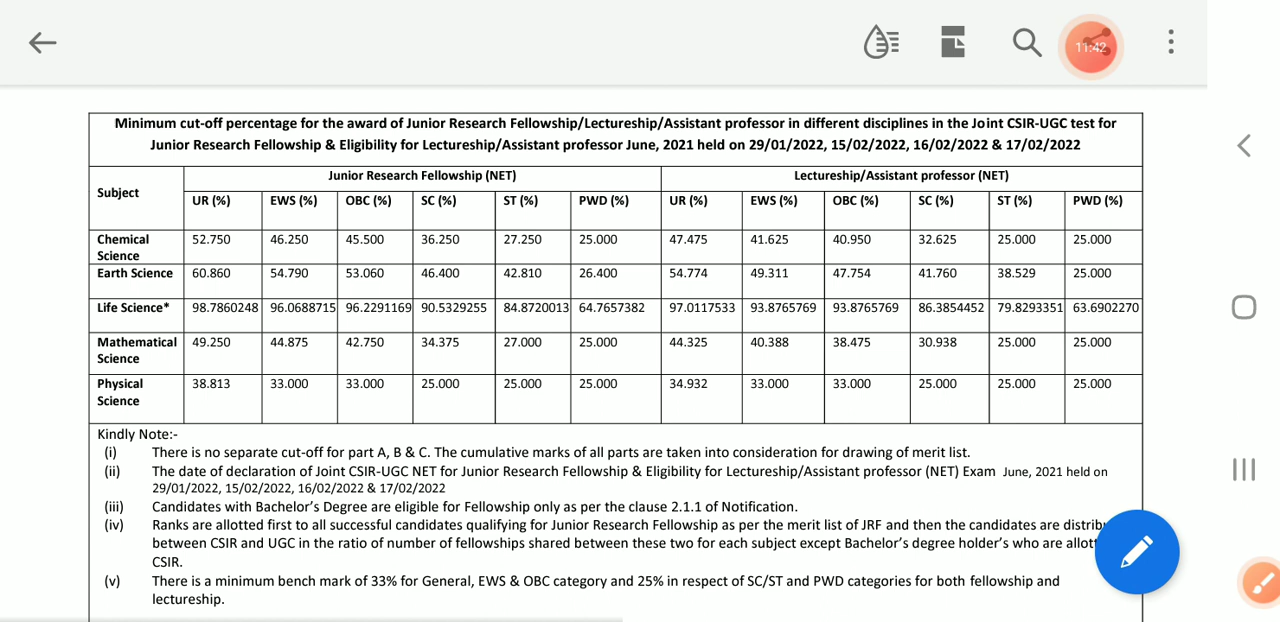 11:42
Minimum cut-off percentage for the award of Junior Research Fellowship/Lectureship/Assistant professor in different disciplines in the Joint CSIR-UGC test for
Junior Research Fellowship & Eligibility for Lectureship/Assistant professor June, 2021 held on 29/01/2022, 15/02/2022, 16/02/2022 & 17/02/2022
Subject Junior Research Fellowship (NET) Lectureship/Assistant professor (NET)
UR (%) EWS (%) OBC (%) SC (%) ST (%) PWD (%) UR (%) EWS (%) OBC (%) SC (%) ST (%) PWD (%)
Chemical 52.750 46.250 45.500 36.250 27.250 25.000 47.475 41.625 40.950 32.625 25.000 25.000
Science
Earth Science 60.860 54.790 53.060 46.400 42.810 26.400 54.774 49.311 47.754 41.760 38.529 25.000
Life Science* 98.7860248 96.0688715 96.2291169 90.5329255 84.8720013 64.7657382 97.0117533 93.8765769 93.8765769 86.3854452 79.8293351 63.6902270
Mathematical 49.250 44.875 42.750 34.375 27.000 25.000 44.325 40.388 38.475 30.938 25.000 25.000
Science
Physical 38.813 33.000 33.000 25.000 25.000 25.000 34.932 33.000 33.000 25.000 25.000 25.000
Science
Kindly Note:-
(i) There is no separate cut-off for part A, B & C. The cumulative marks of all parts are taken into consideration for drawing of merit list.
(ii) The date of declaration of Joint CSIR-UGC NET for Junior Research Fellowship & Eligibility for Lectureship/Assistant professor (NET) Exam June, 2021 held on
29/01/2022, 15/02/2022, 16/02/2022 & 17/02/2022
(iii) Candidates with Bachelor's Degree are eligible for Fellowship only as per the clause 2.1.1 of Notification.
(iv) Ranks are allotted first to all successful candidates qualifying for Junior Research Fellowship as per the merit list of JRF and then the candidates are
between CSIR and UGC in the ratio of number of fellowships shared between these two for each subject except Bachelor's degree holder's who are
CSIR.
(v) There is a minimum bench mark of 33% for General, EWS & OBC category and 25% in respect of SC/ST and PWD categories for both fellowship and
lectureship.